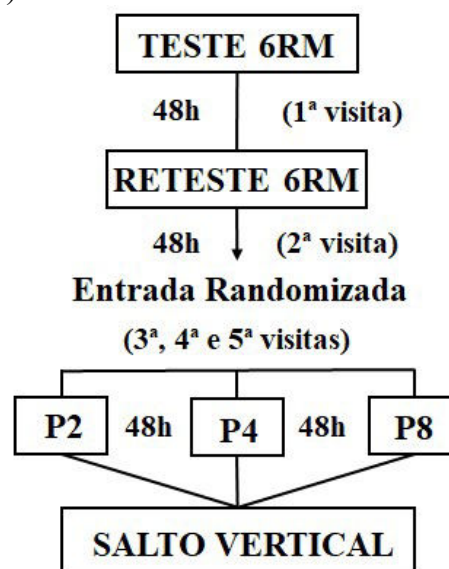 )
TESTE 6RM
48h (1ª visita)
RETESTE 6RM
48h (2ª visita)
Entrada Randomizada
(3ª, 4ª e 5ª visitas)
P2 48h P4 48h P8
SALTO VERTICAL